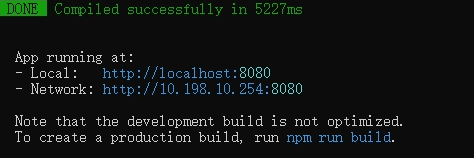 DONE Compiled successfully in 5227ms
App running at:
- Local: http://localhost:8080
- Network: http://10.198.10.254:8080
Note that the development build is not optimized.
To create a production build, run npm run build.